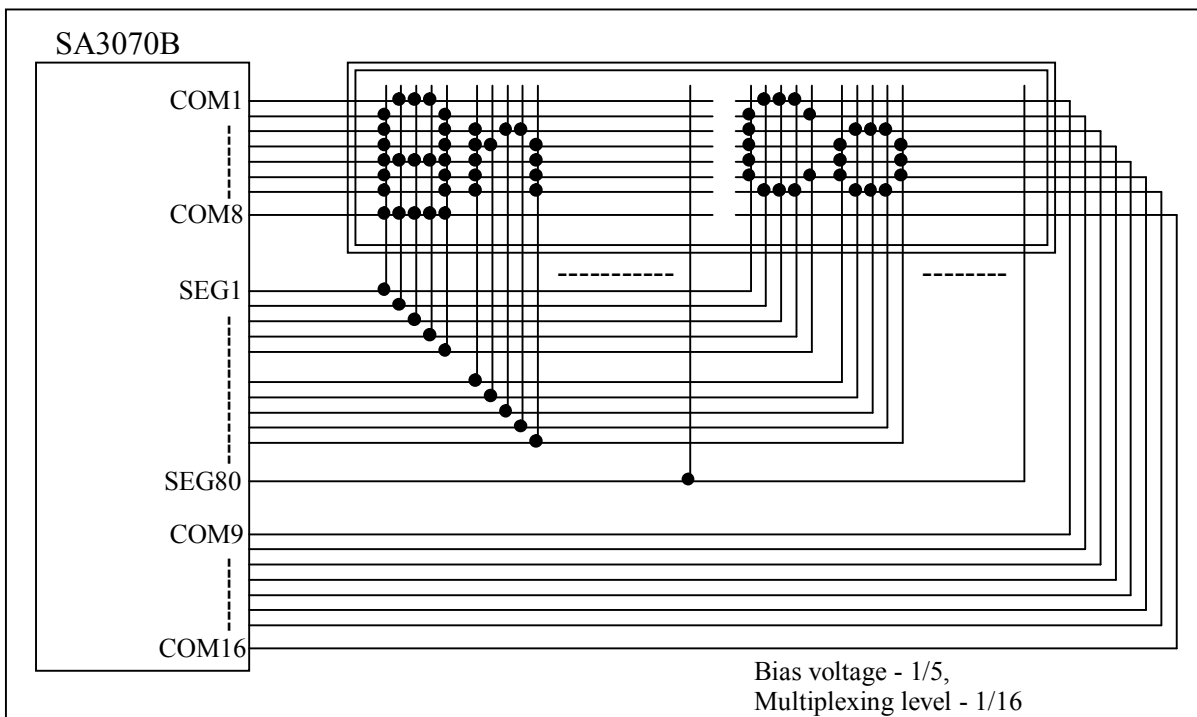 SA3070B
COM1
COM8
SEG1
SEG80
COM9
COM16
Bias voltage - 1/5,
Multiplexing level - 1/16